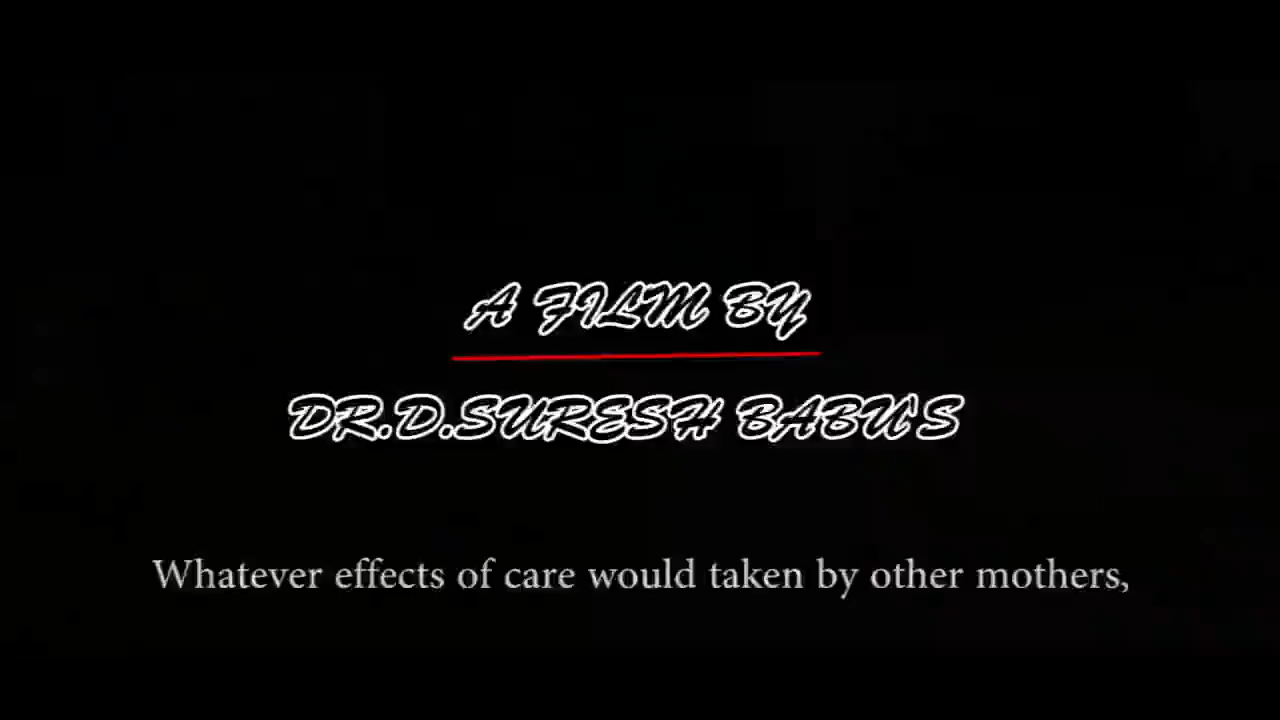 A FILM BY
DR.D.SURESH BABU'S
Whatever effects of care would taken by other mothers,